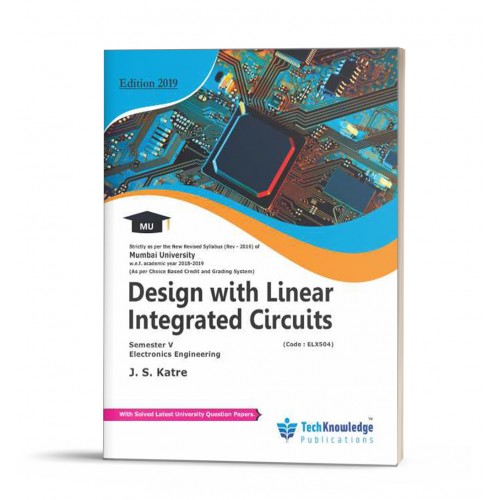 Edition 2019
MU
Strictly as per the New Revised Syllabus (Rev - 2016) of
Mumbai University
w.e.f. academic year 2018-2019
(As per Choice Based Credit and Grading System)
Design with Linear
Integrated Circuits
Semester V (Code : ELX504)
Electronics Engineering
J. S. Katre
With Solved Latest University Question Papers.
TechKnowledge™
Publications